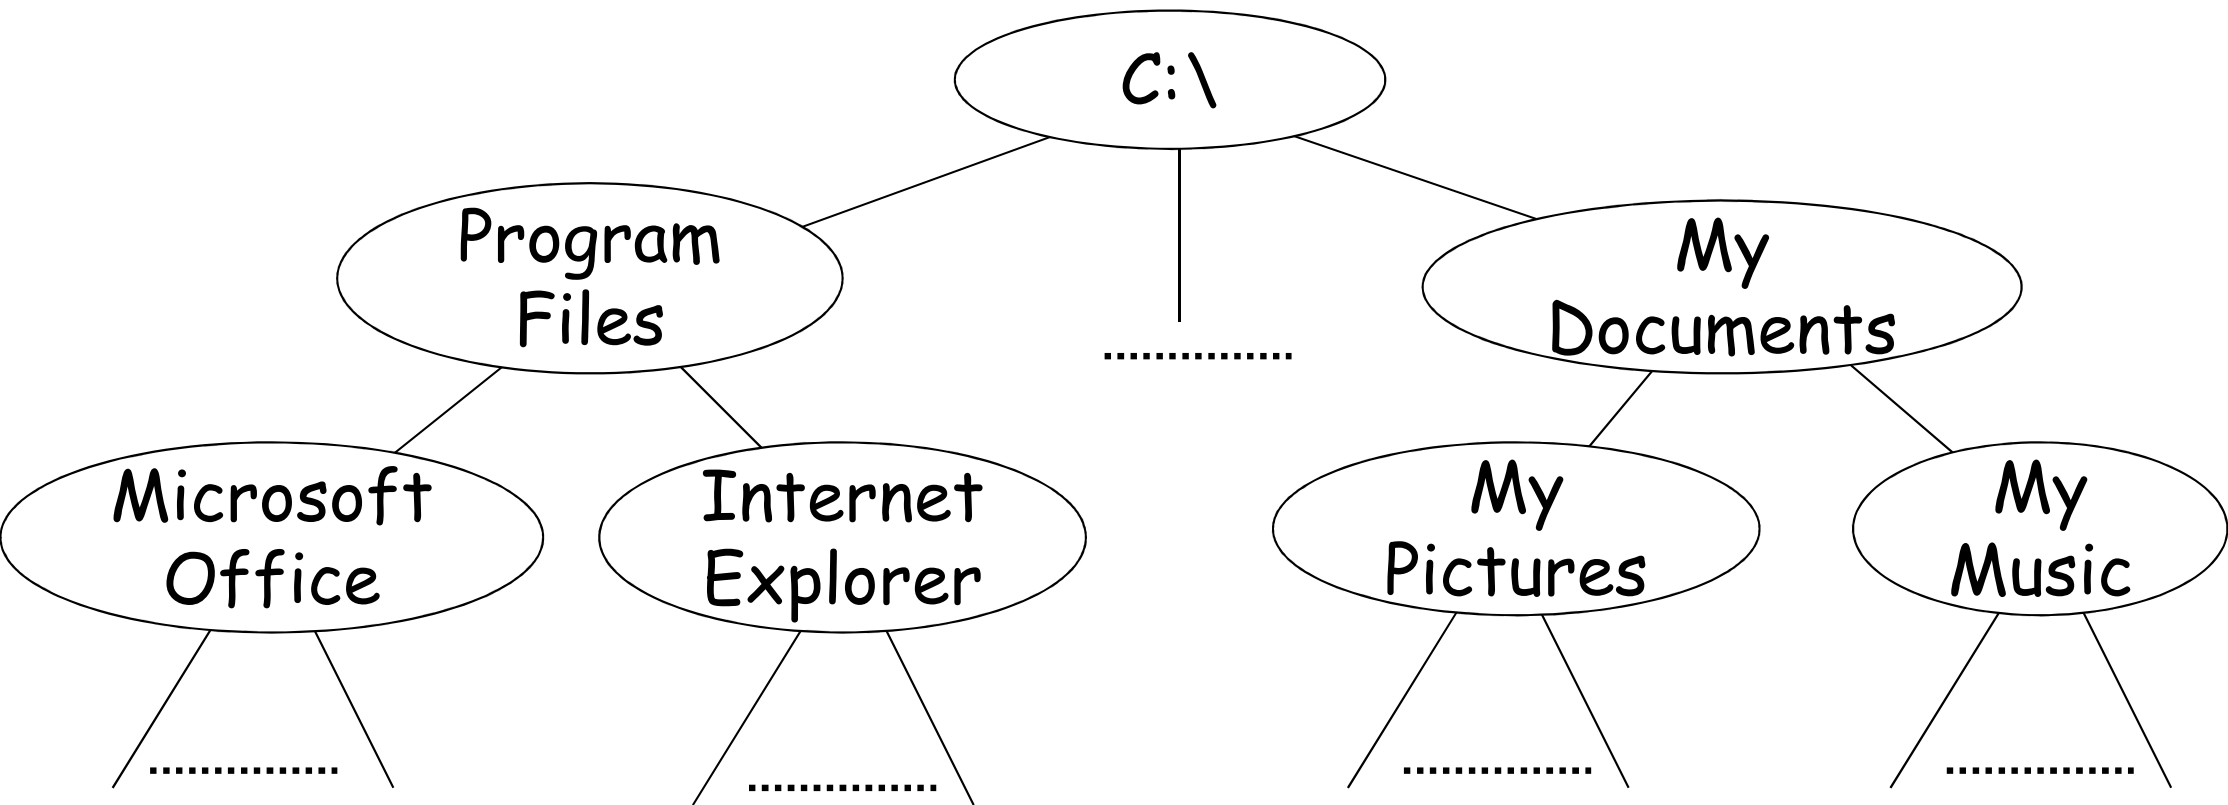 C:\
Program
Files
My
Documents
...............
Microsoft
Office
Internet
Explorer
My
Pictures
My
Music
...............
...............
...............
...............